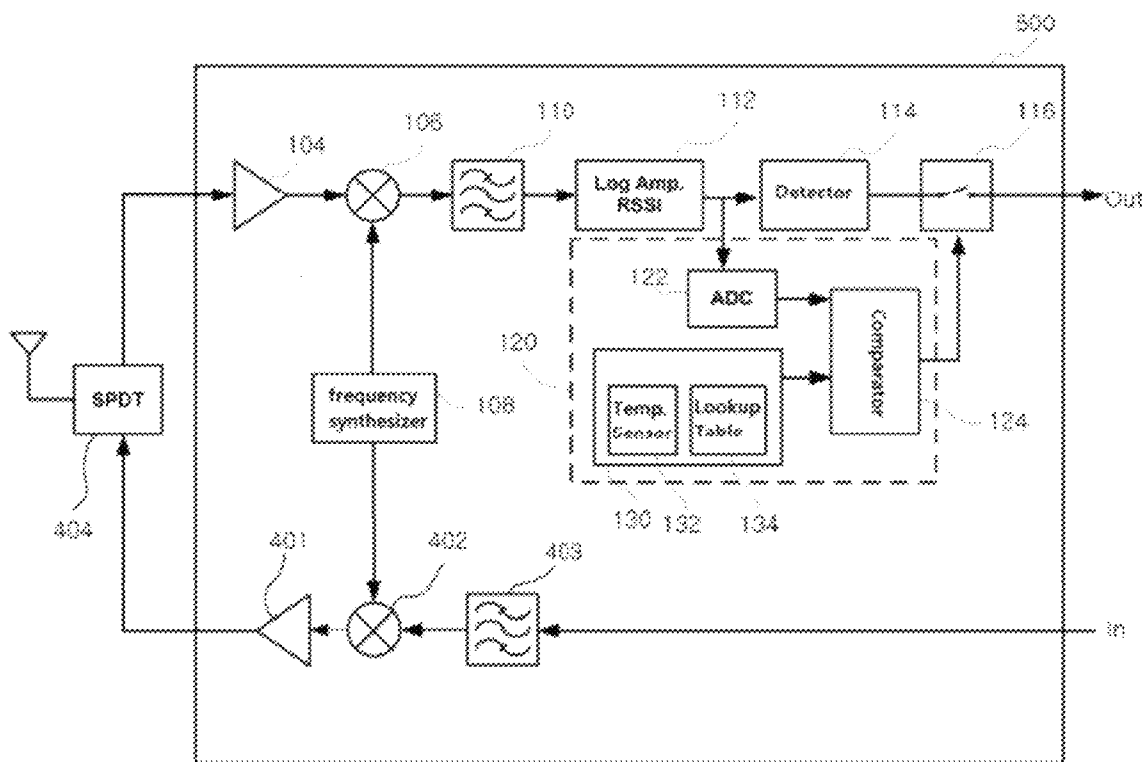 500
106
110
112
114
116
104
Log Amp.
RSSI
Detector
Out
122
ADC
Comparator
120
SPDT
frequency
synthesizer
108
Temp.
Sensor
Lookup
Table
124
404
130
132
134
401
402
403
In